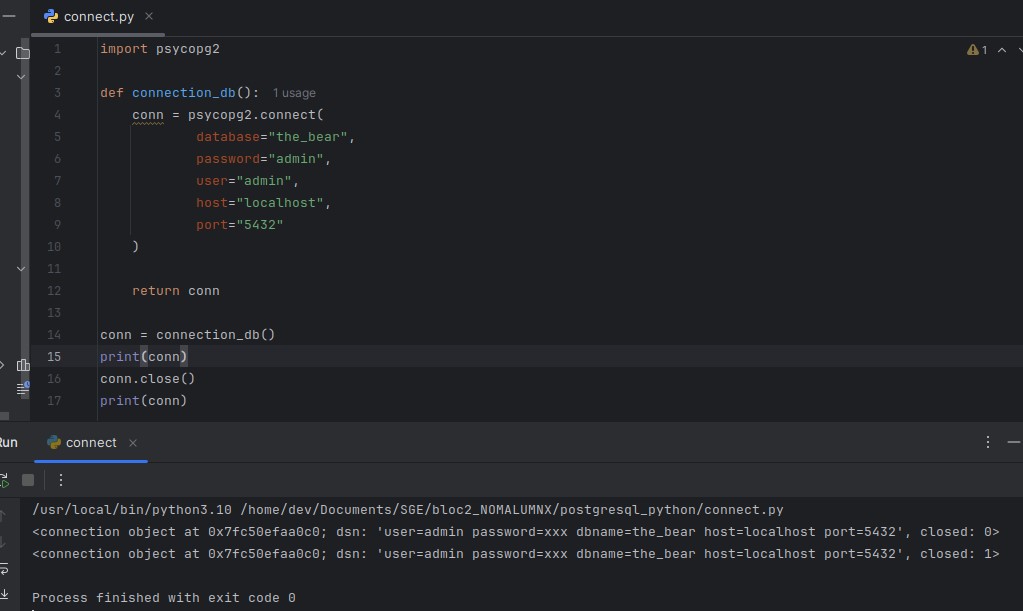 connect.py
1 import psycopg2
2
3 def connection_db(): 1 usage
4 conn = psycopg2.connect(
5 database="the_bear",
6 password="admin",
7 user="admin",
8 host="localhost",
9 port="5432"
10 )
11
12 return conn
13
14 conn = connection_db()
15 print(conn)
16 conn.close()
17 print(conn)
1
Run connect
/usr/local/bin/python3.10 /home/dev/Documents/SGE/bloc2_NOMALUMNX/postgresql_python/connect.py
<connection object at 0x7fc50efaa0c0; dsn: 'user=admin password=xxx dbname=the_bear host=localhost port=5432', closed: 0>
<connection object at 0x7fc50efaa0c0; dsn: 'user=admin password=xxx dbname=the_bear host=localhost port=5432', closed: 1>
Process finished with exit code 0